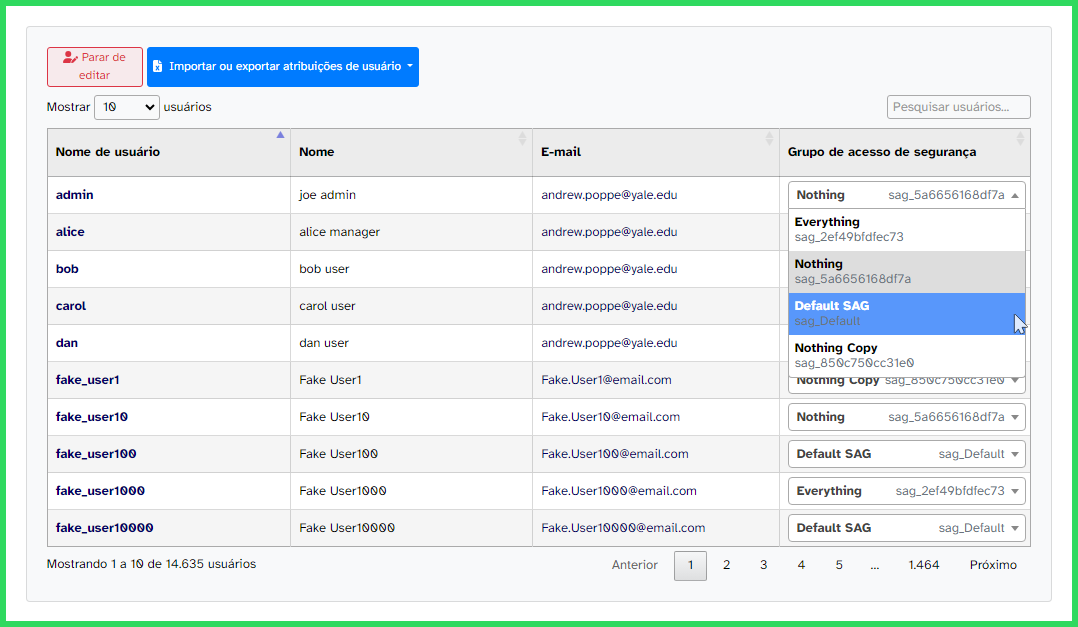 Parar de
editar
Importar ou exportar atribuições de usuário
Mostrar 10 usuários
Pesquisar usuários...
Nome de usuário Nome E-mail Grupo de acesso de segurança
admin joe admin andrew.poppe@yale.edu Nothing sag_5a6656168df7a
Everything
sag_2ef49bfdfec73
Nothing
sag_5a6656168df7a
Default SAG
sag_Default
Nothing Copy
sag_850c750cc31e0
alice alice manager andrew.poppe@yale.edu
bob bob user andrew.poppe@yale.edu
carol carol user andrew.poppe@yale.edu
dan dan user andrew.poppe@yale.edu
fake_user1 Fake User1 Fake.User1@email.com Nothing Copy sag_850c750cc31e0
fake_user10 Fake User10 Fake.User10@email.com Nothing sag_5a6656168df7a
fake_user100 Fake User100 Fake.User100@email.com Default SAG sag_Default
fake_user1000 Fake User1000 Fake.User1000@email.com Everything sag_2ef49bfdfec73
fake_user10000 Fake User10000 Fake.User10000@email.com Default SAG sag_Default
Mostrando 1 a 10 de 14.635 usuários
Anterior 1 2 3 4 5 ... 1.464 Próximo